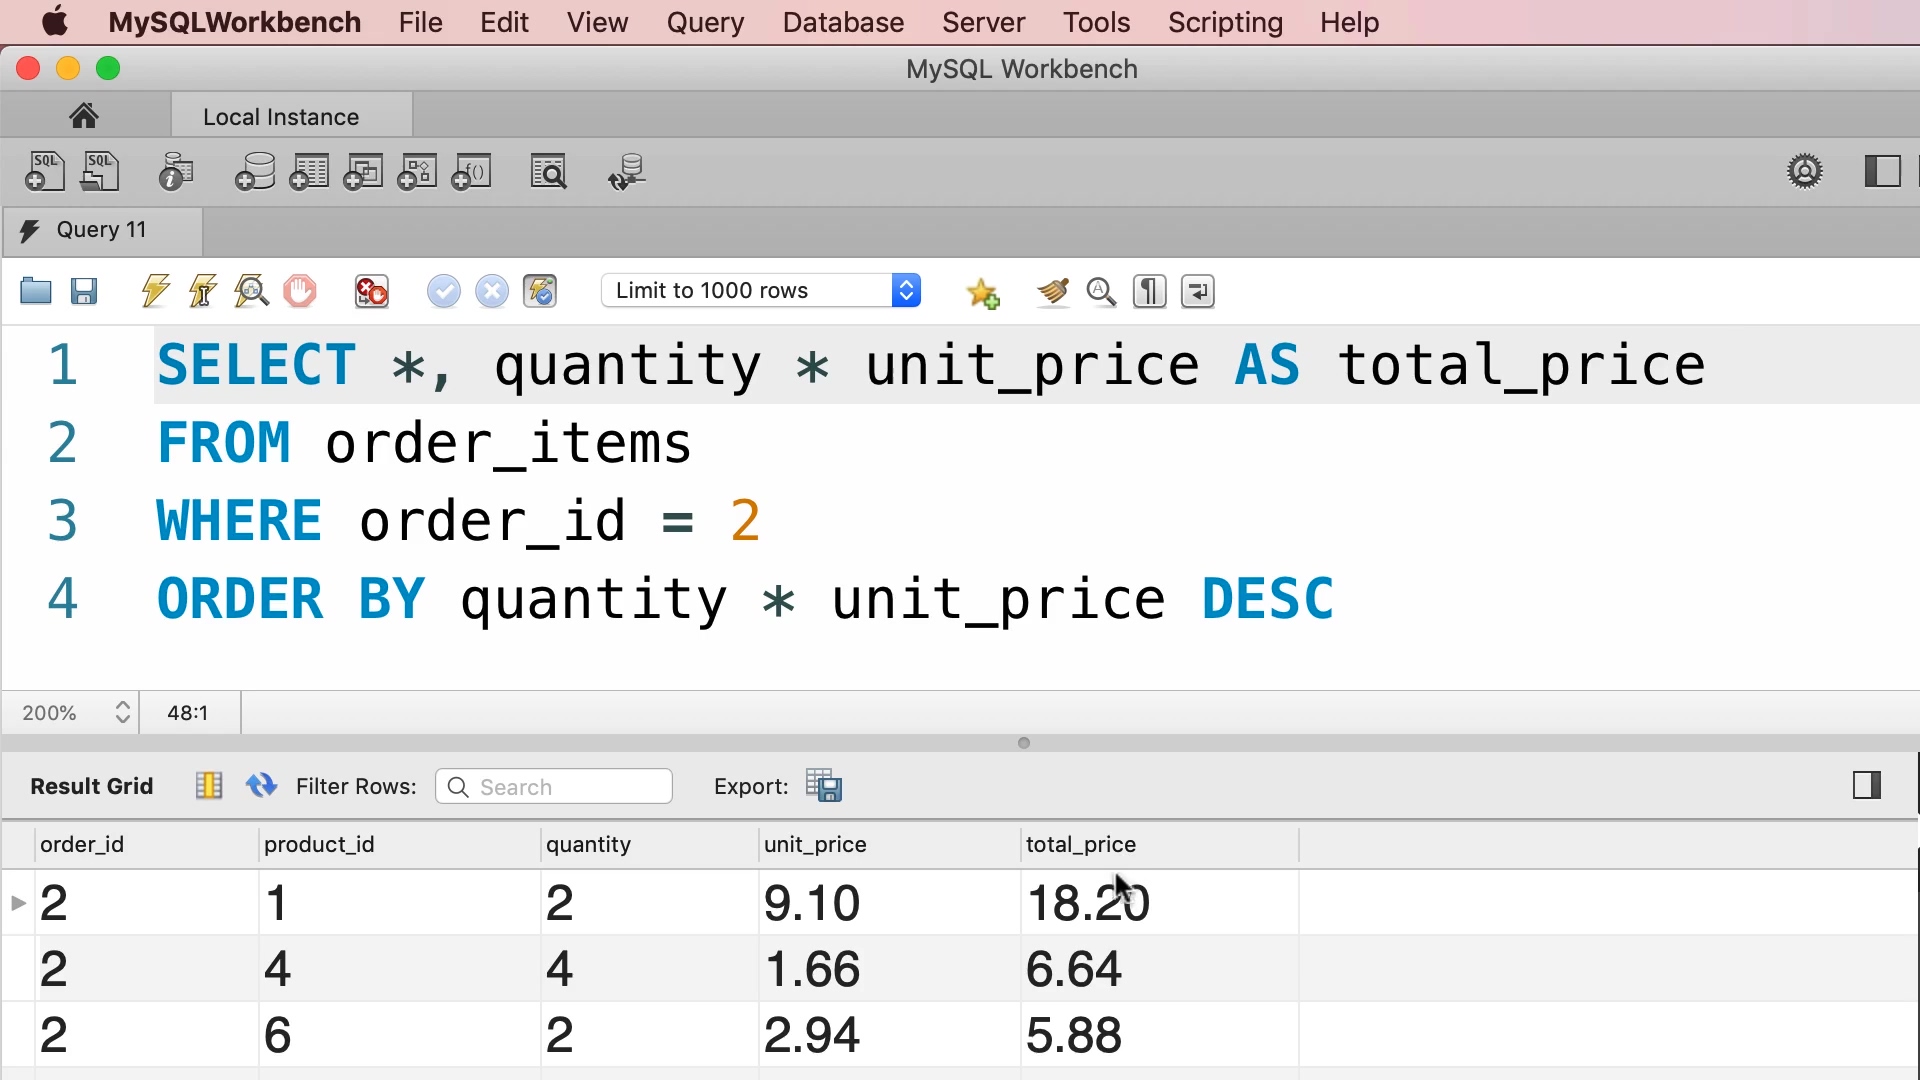 MySQLWorkbench File Edit View Query Database Server Tools Scripting Help
MySQL Workbench
Local Instance
SQL SQL
Query 11
Limit to 1000 rows
1 SELECT *, quantity * unit_price AS total_price
2 FROM order_items
3 WHERE order_id = 2
4 ORDER BY quantity * unit_price DESC
200% 48:1
Result Grid Filter Rows: Search Export:
order_id product_id quantity unit_price total_price
2 1 2 9.10 18.20
2 4 4 1.66 6.64
2 6 2 2.94 5.88